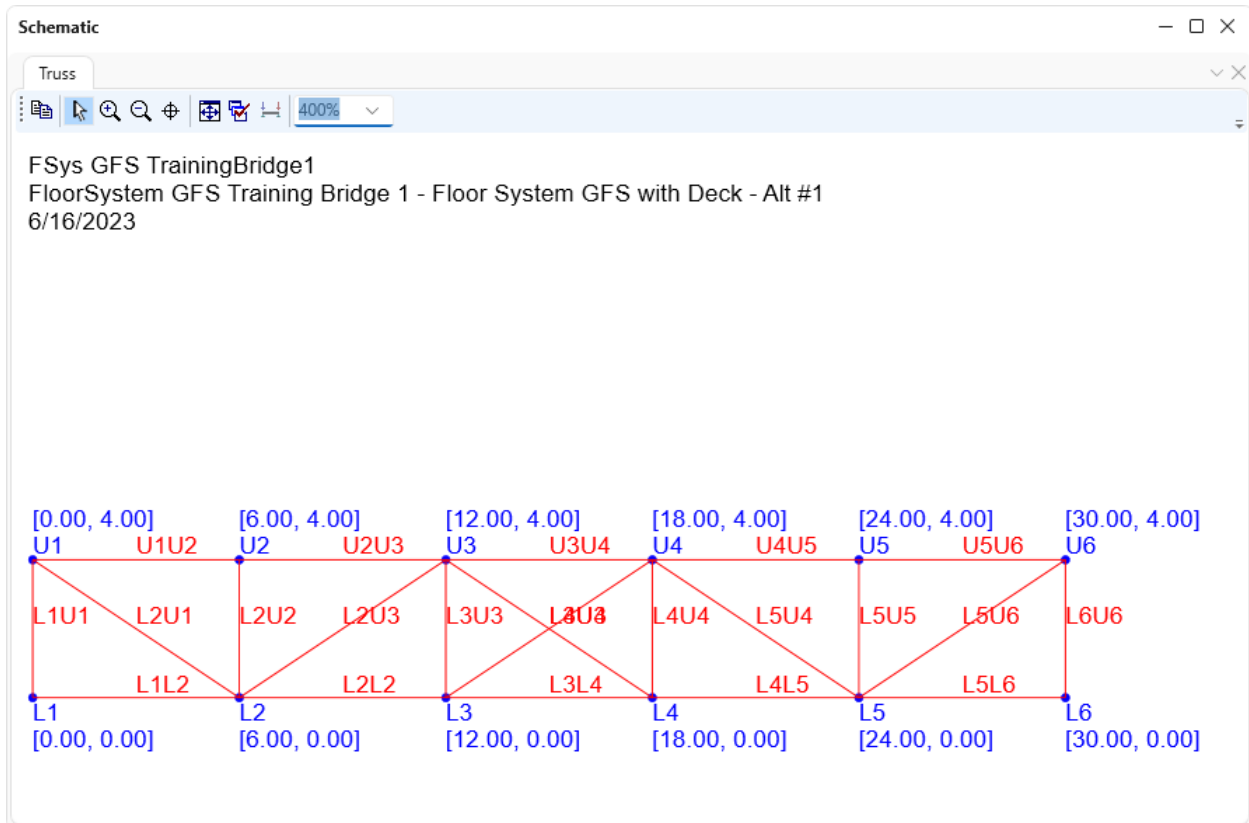 Schematic
Truss
400%
FSys GFS TrainingBridge1
FloorSystem GFS Training Bridge 1 - Floor System GFS with Deck - Alt #1
6/16/2023
[0.00, 4.00] [6.00, 4.00] [12.00, 4.00] [18.00, 4.00] [24.00, 4.00] [30.00, 4.00]
U1 U1U2 U2 U2U3 U3 U3U4 U4 U4U5 U5 U5U6 U6
L1U1 L2U1 L2U2 L2U3 L3U3 L4U4 L5U4 L5U5 L5U6 L6U6
L1L2 L2L2 L3L4 L4L5 L5L6
L1 L2 L3 L4 L5 L6
[0.00, 0.00] [6.00, 0.00] [12.00, 0.00] [18.00, 0.00] [24.00, 0.00] [30.00, 0.00]